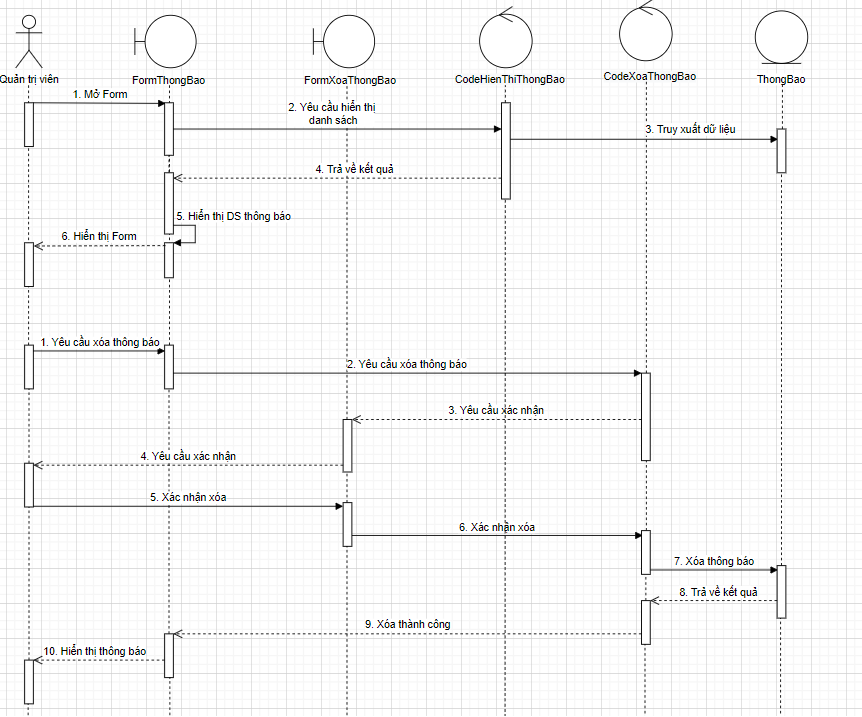 Quản trị viên
FormThongBao
FormXoaThongBao
CodeHienThiThongBao
CodeXoaThongBao
ThongBao
1. Mở Form
2. Yêu cầu hiển thị
danh sách
3. Truy xuất dữ liệu
4. Trả về kết quả
5. Hiển thị DS thông báo
6. Hiển thị Form
1. Yêu cầu xóa thông báo
2. Yêu cầu xóa thông báo
3. Yêu cầu xác nhận
4. Yêu cầu xác nhận
5. Xác nhận xóa
6. Xác nhận xóa
7. Xóa thông báo
8. Trả về kết quả
9. Xóa thành công
10. Hiển thị thông báo